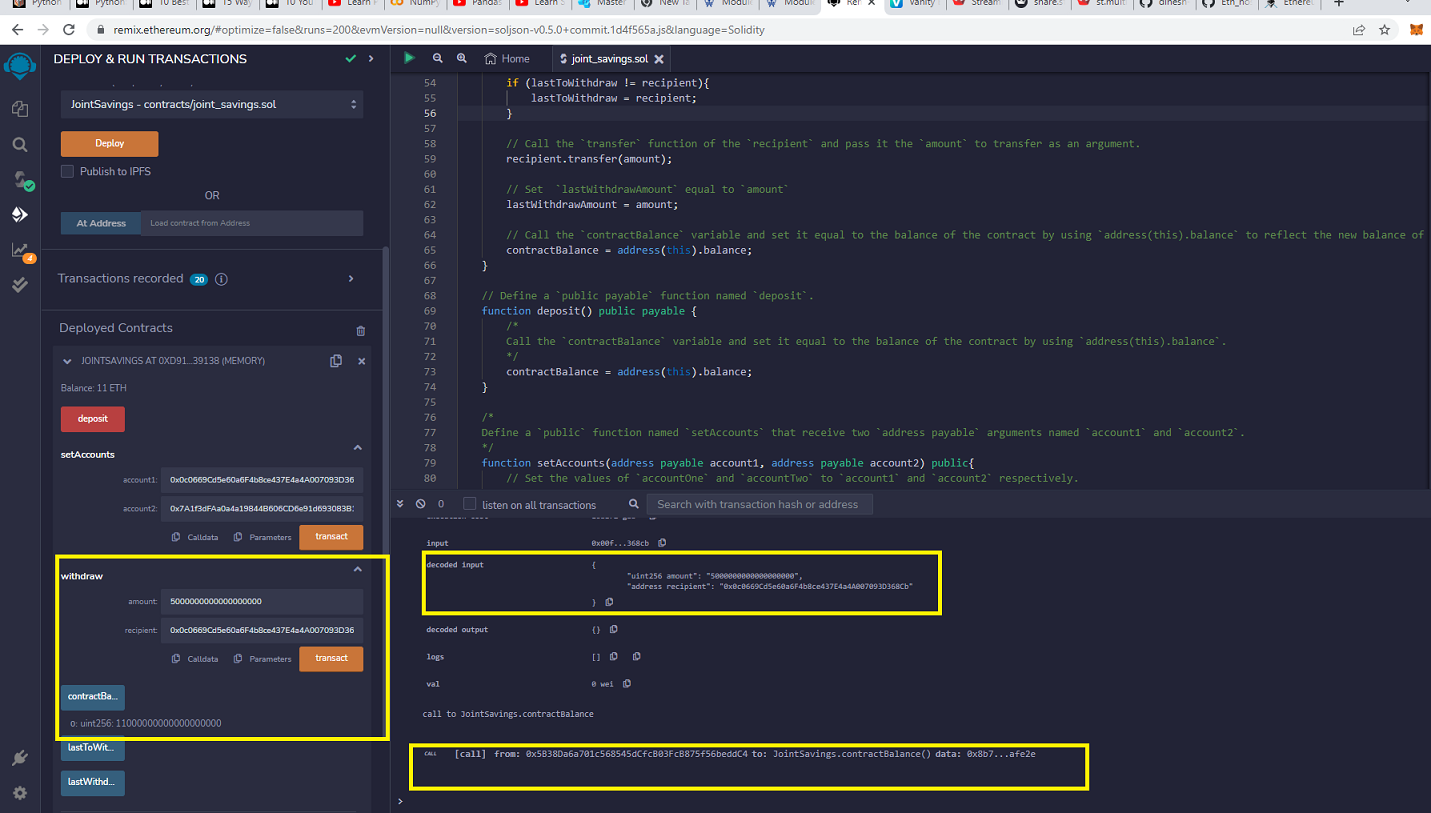 Python
Python
10 Best
15 Way
10 You
Learn
NumPy
Pandas
Learn S
Master
New Ta
Modul
Modul
Vanity
Stream
share.s
st.mult
dinesh
Eth_nd
Ethere
remix.ethereum.org/#optimize=false&runs=200&evmVersion=null&version=soljson-v0.5.0+commit.1d4f565a.js&language=Solidity
DEPLOY & RUN TRANSACTIONS
JointSavings - contracts/joint_savings.sol
Deploy
Publish to IPFS
OR
At Address
Load contract from Address
4
Transactions recorded 20 i
Deployed Contracts
JOINTSAVINGS AT 0XD91...39138 (MEMORY)
Balance: 11 ETH
deposit
setAccounts
account1: 0x0c0669Cd5e60a6F4b8ce437E4a4A007093D36
account2: 0x7A1f3dFAa0a4a19844B606CD6e91d693083B1
Calldata Parameters transact
withdraw
amount: 5000000000000000000
recipient: 0x0c0669Cd5e60a6F4b8ce437E4a4A007093D36
Calldata Parameters transact
contractBa...
0: uint256: 11000000000000000000
lastToWit...
lastWithd...
Home
joint_savings.sol
54 if (lastToWithdraw != recipient){
55 lastToWithdraw = recipient;
56 }
57
58 // Call the `transfer` function of the `recipient` and pass it the `amount` to transfer as an argument.
59 recipient.transfer(amount);
60
61 // Set  `lastWithdrawAmount` equal to `amount`
62 lastWithdrawAmount = amount;
63
64 // Call the `contractBalance` variable and set it equal to the balance of the contract by using `address(this).balance` to reflect the new balance of
65 contractBalance = address(this).balance;
66 }
67
68 // Define a `public payable` function named `deposit`.
69 function deposit() public payable {
70 /*
71 Call the `contractBalance` variable and set it equal to the balance of the contract by using `address(this).balance`.
72 */
73 contractBalance = address(this).balance;
74 }
75
76 /*
77 Define a `public` function named `setAccounts` that receive two `address payable` arguments named `account1` and `account2`.
78 */
79 function setAccounts(address payable account1, address payable account2) public{
80 // Set the values of `accountOne` and `accountTwo` to `account1` and `account2` respectively.
0 listen on all transactions Search with transaction hash or address
input 0x00f...368cb
decoded input {
"uint256 amount": "5000000000000000000",
"address recipient": "0x0c0669Cd5e60a6F4b8ce437E4a4A007093D368Cb"
}
decoded output {}
logs []
val 0 wei
call to JointSavings.contractBalance
CALL [call] from: 0x5B38Da6a701c568545dCfcB03FcB875f56beddC4 to: JointSavings.contractBalance() data: 0x8b7...afe2e
>